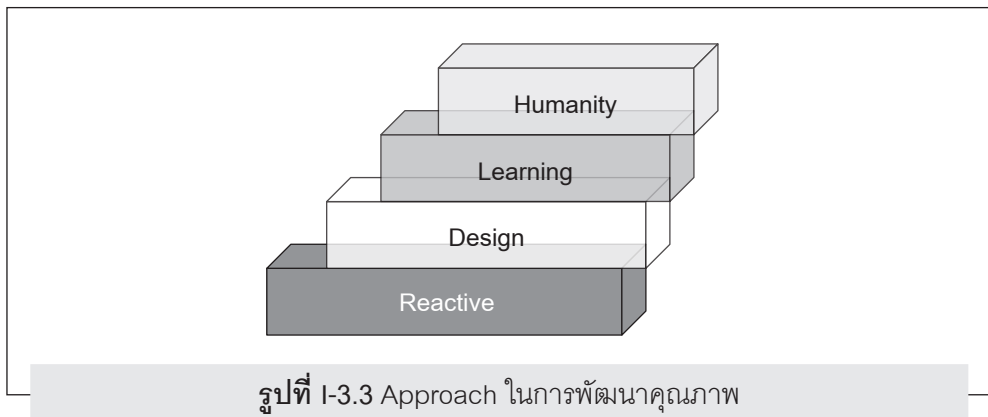 Humanity
Learning
Design
Reactive
รูปที่ I-3.3 Approach ในการพัฒนาคุณภาพ